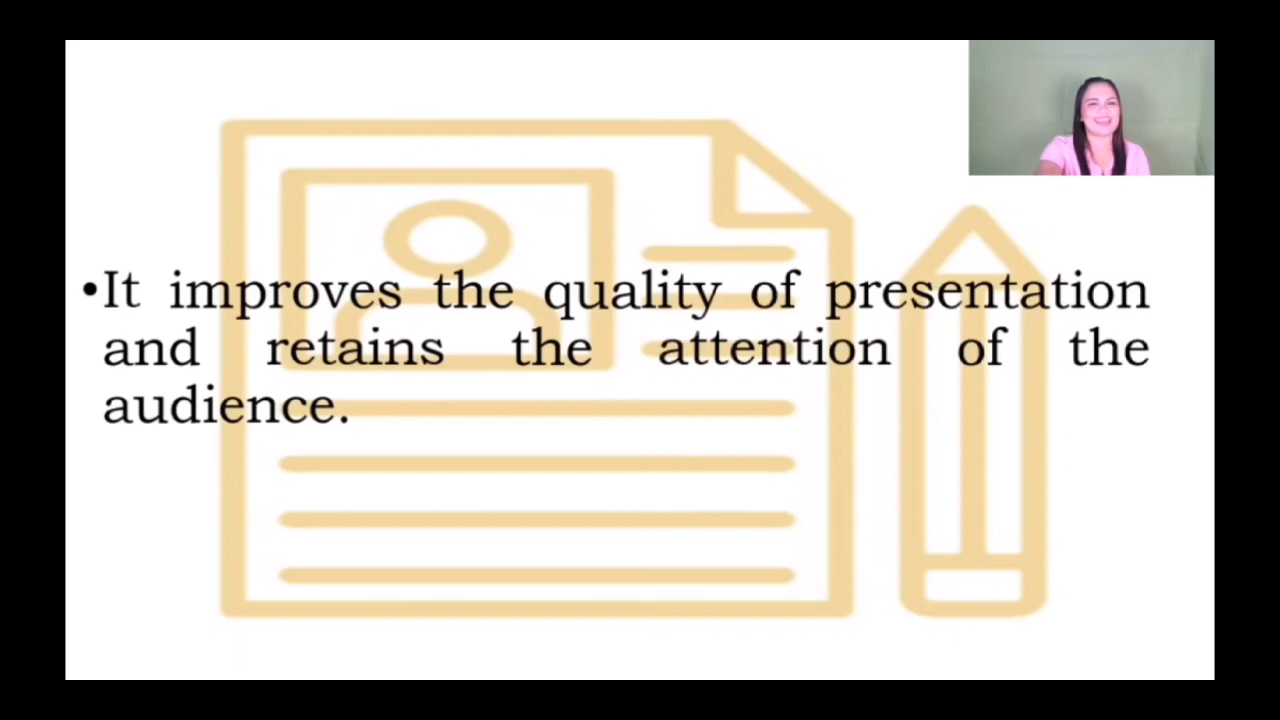 •It improves the quality of presentation
and retains the attention of the
audience.